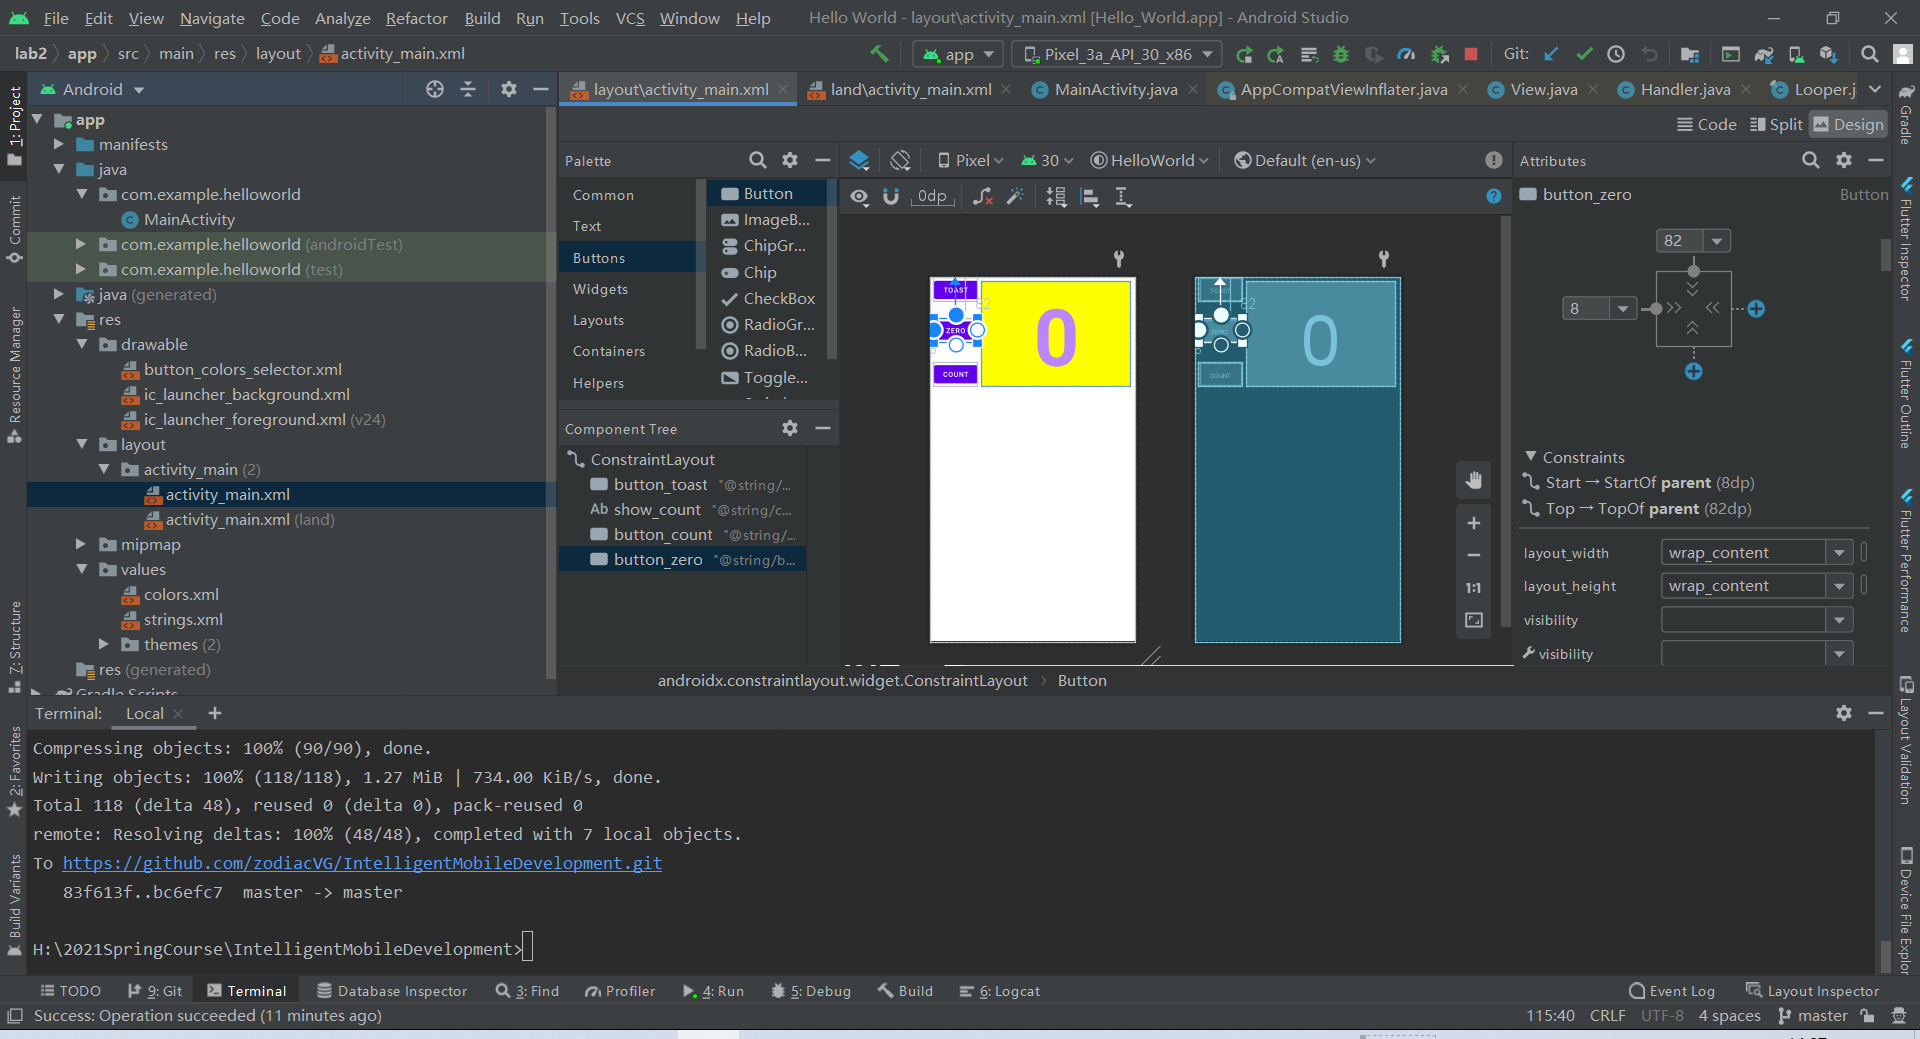 File Edit View Navigate Code Analyze Refactor Build Run Tools VCS Window Help Hello World - layout\activity_main.xml [Hello_World.app] - Android Studio
lab2 app src main res layout activity_main.xml app Pixel_3a_API_30_x86 Git:
Android
layout\activity_main.xml land\activity_main.xml MainActivity.java AppCompatViewInflater.java View.java Handler.java Looper.j
Code Split Design
1: Project
Commit
Resource Manager
Z: Structure
2: Favorites
Build Variants
app
manifests
java
com.example.helloworld
MainActivity
com.example.helloworld (androidTest)
com.example.helloworld (test)
java (generated)
res
drawable
button_colors_selector.xml
ic_launcher_background.xml
ic_launcher_foreground.xml (v24)
layout
activity_main (2)
activity_main.xml
activity_main.xml (land)
mipmap
values
colors.xml
strings.xml
themes (2)
res (generated)
Gradle Scripts
Palette
Common
Text
Buttons
Widgets
Layouts
Containers
Helpers
Button
ImageB...
ChipGr...
Chip
CheckBox
RadioGr...
RadioB...
Toggle...
Component Tree
ConstraintLayout
button_toast "@string/...
Ab show_count "@string/c...
button_count "@string/...
button_zero "@string/b...
Pixel 30 HelloWorld Default (en-us)
0dp
TOAST
82
ZERO
COUNT
0
TOAST
82
ZERO
COUNT
0
1:1
androidx.constraintlayout.widget.ConstraintLayout Button
Attributes
button_zero Button
82
8
Constraints
Start → StartOf parent (8dp)
Top → TopOf parent (82dp)
layout_width wrap_content
layout_height wrap_content
visibility
visibility
Gradle
Flutter Inspector
Flutter Outline
Flutter Performance
Layout Validation
Device File Explor
Terminal: Local
Compressing objects: 100% (90/90), done.
Writing objects: 100% (118/118), 1.27 MiB | 734.00 KiB/s, done.
Total 118 (delta 48), reused 0 (delta 0), pack-reused 0
remote: Resolving deltas: 100% (48/48), completed with 7 local objects.
To https://github.com/zodiacVG/IntelligentMobileDevelopment.git
83f613f..bc6efc7 master -> master
H:\2021SpringCourse\IntelligentMobileDevelopment>
TODO 9: Git Terminal Database Inspector 3: Find Profiler 4: Run 5: Debug Build 6: Logcat Event Log Layout Inspector
Success: Operation succeeded (11 minutes ago) 115:40 CRLF UTF-8 4 spaces master